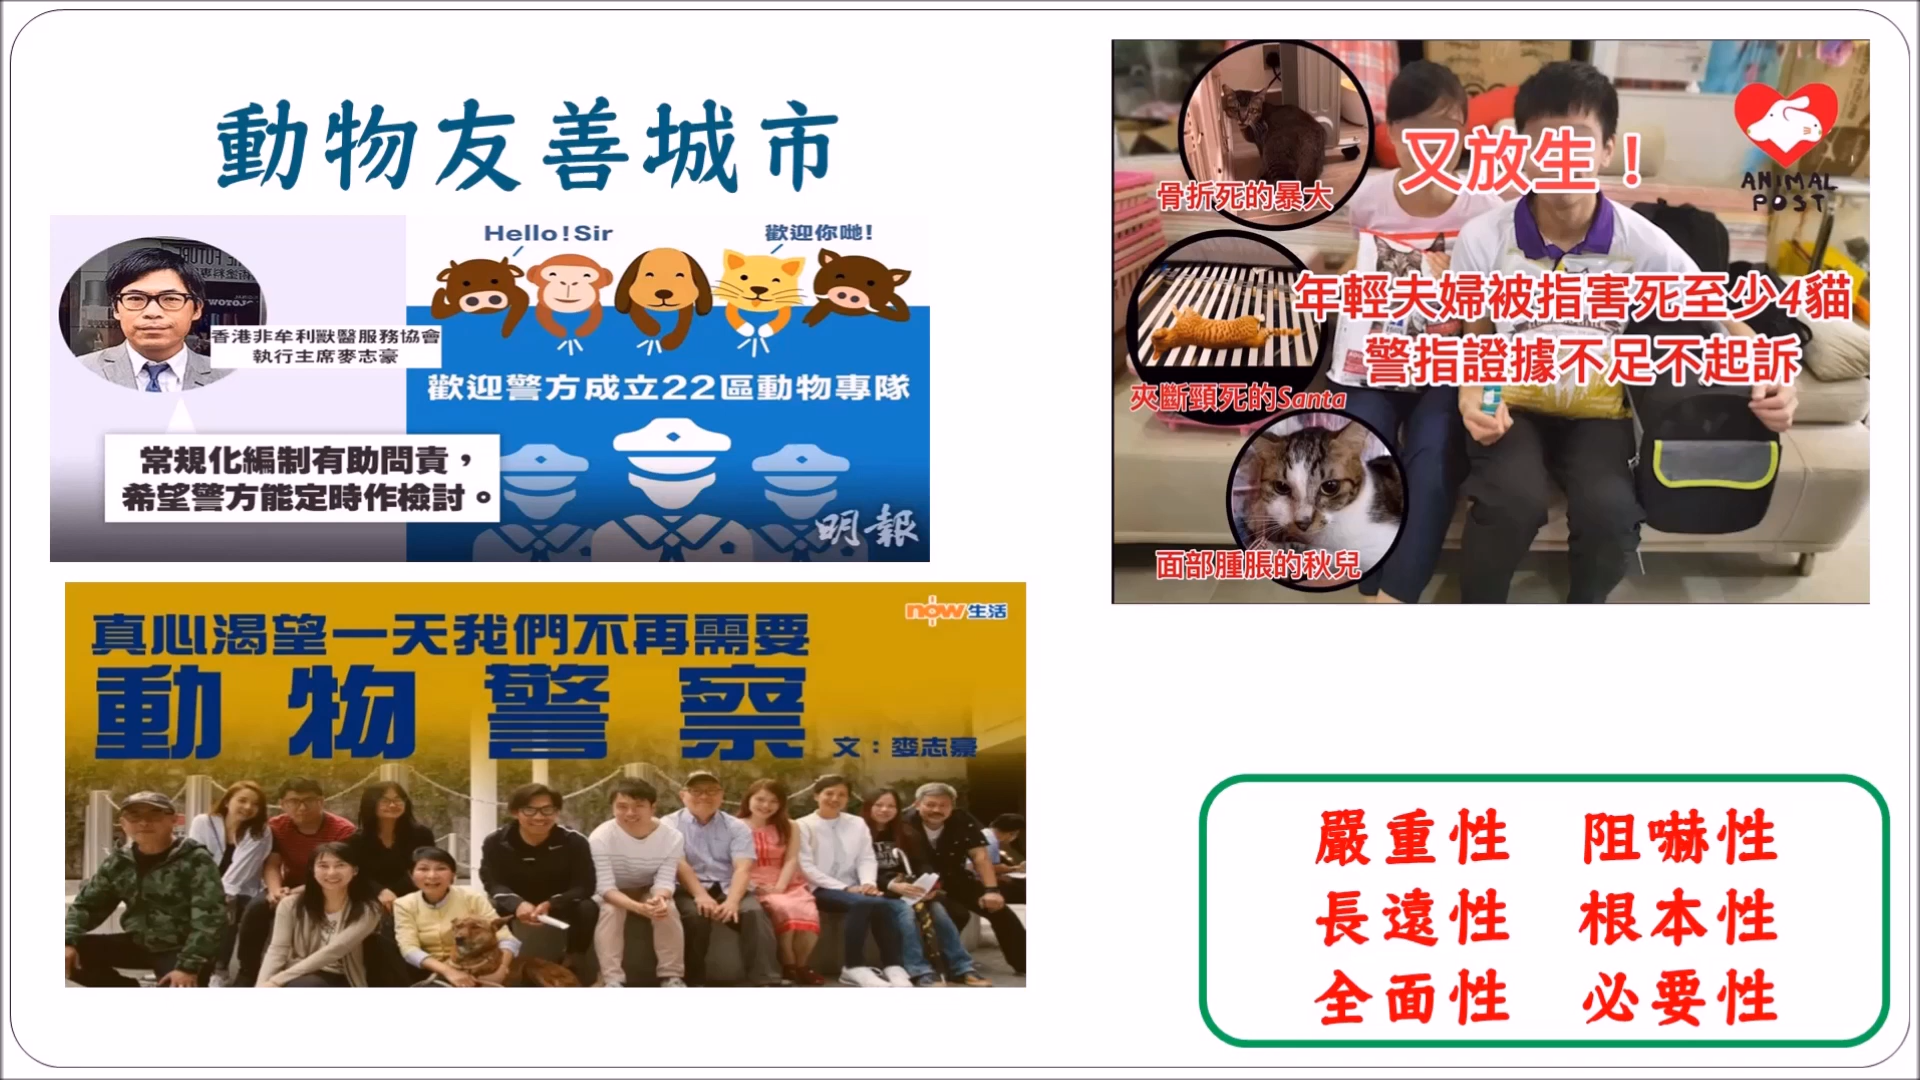 動物友善城市
Hello!Sir
歡迎你哋!
香港非牟利獸醫服務協會
執行主席麥志豪
歡迎警方成立22區動物專隊
常規化編制有助問責，
希望警方能定時作檢討。
明報
now生活
真心渴望一天我們不再需要
動物警察
文：麥志豪
又放生！
ANIMAL
POST
骨折死的暴大
年輕夫婦被指害死至少4貓
警指證據不足不起訴
夾斷頸死的Santa
面部腫脹的秋兒
嚴重性 阻嚇性
長遠性 根本性
全面性 必要性